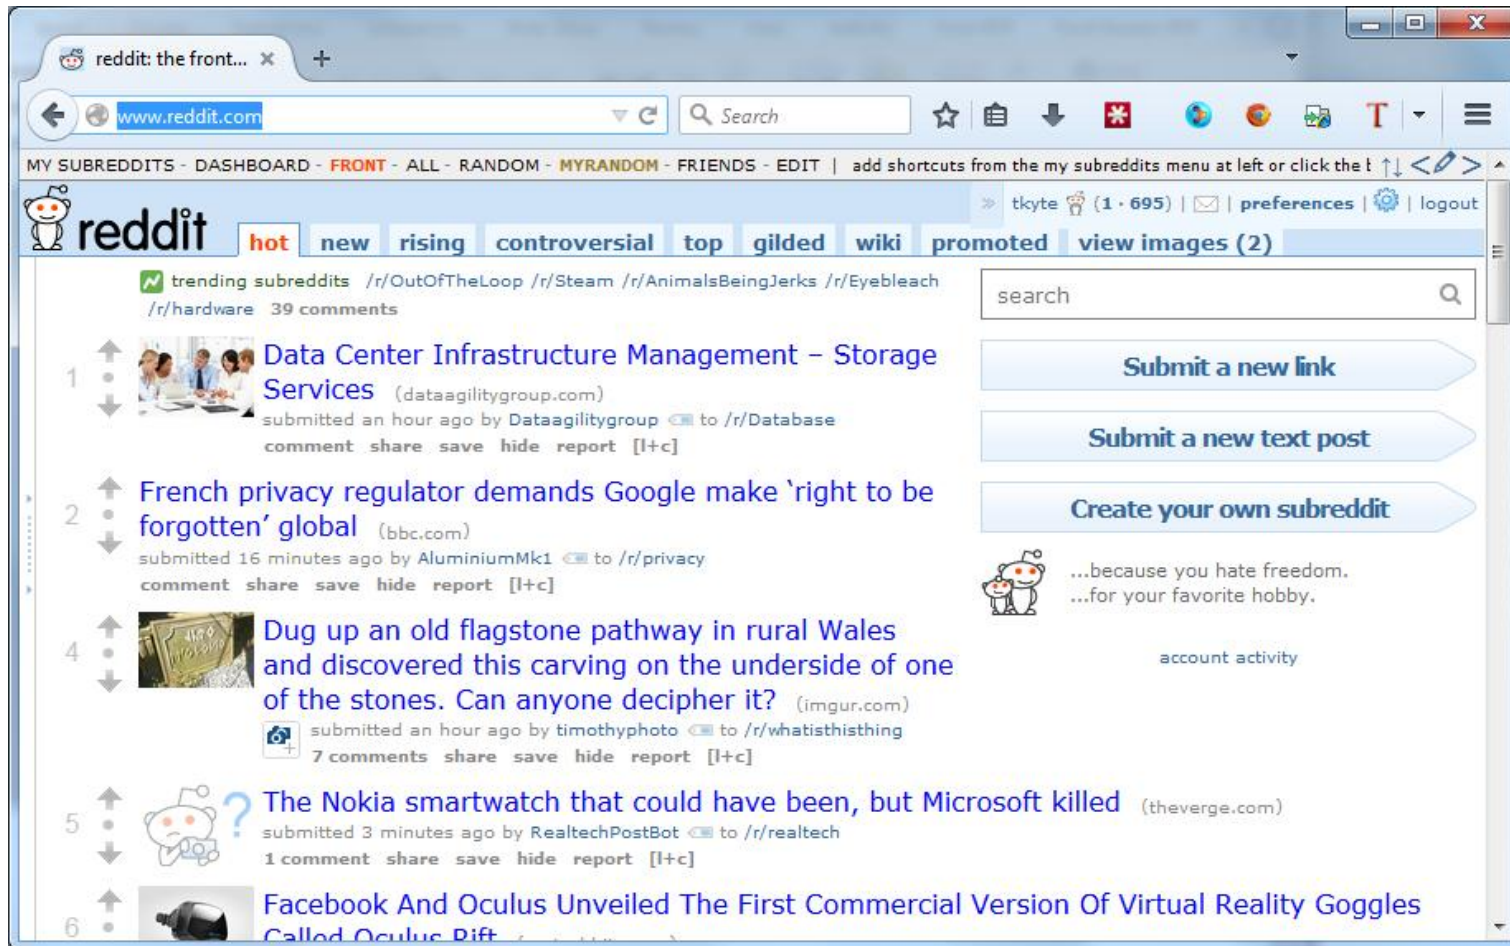 reddit: the front...
www.reddit.com
Search
MY SUBREDDITS - DASHBOARD - FRONT - ALL - RANDOM - MYRANDOM - FRIENDS - EDIT | add shortcuts from the my subreddits menu at left or click the
reddit
tkyte (1 · 695) | | preferences | | logout
hot new rising controversial top gilded wiki promoted view images (2)
trending subreddits /r/OutOfTheLoop /r/Steam /r/AnimalsBeingJerks /r/Eyebleach
/r/hardware 39 comments
1
Data Center Infrastructure Management – Storage
Services (dataagilitygroup.com)
submitted an hour ago by Dataagilitygroup to /r/Database
comment share save hide report [l+c]
2
French privacy regulator demands Google make ‘right to be
forgotten’ global (bbc.com)
submitted 16 minutes ago by AluminiumMk1 to /r/privacy
comment share save hide report [l+c]
4
Dug up an old flagstone pathway in rural Wales
and discovered this carving on the underside of one
of the stones. Can anyone decipher it? (imgur.com)
submitted an hour ago by timothyphoto to /r/whatisthisthing
7 comments share save hide report [l+c]
5
The Nokia smartwatch that could have been, but Microsoft killed (theverge.com)
submitted 3 minutes ago by RealtechPostBot to /r/realtech
1 comment share save hide report [l+c]
6
Facebook And Oculus Unveiled The First Commercial Version Of Virtual Reality Goggles
Called Oculus Rift
search
Submit a new link
Submit a new text post
Create your own subreddit
...because you hate freedom.
...for your favorite hobby.
account activity